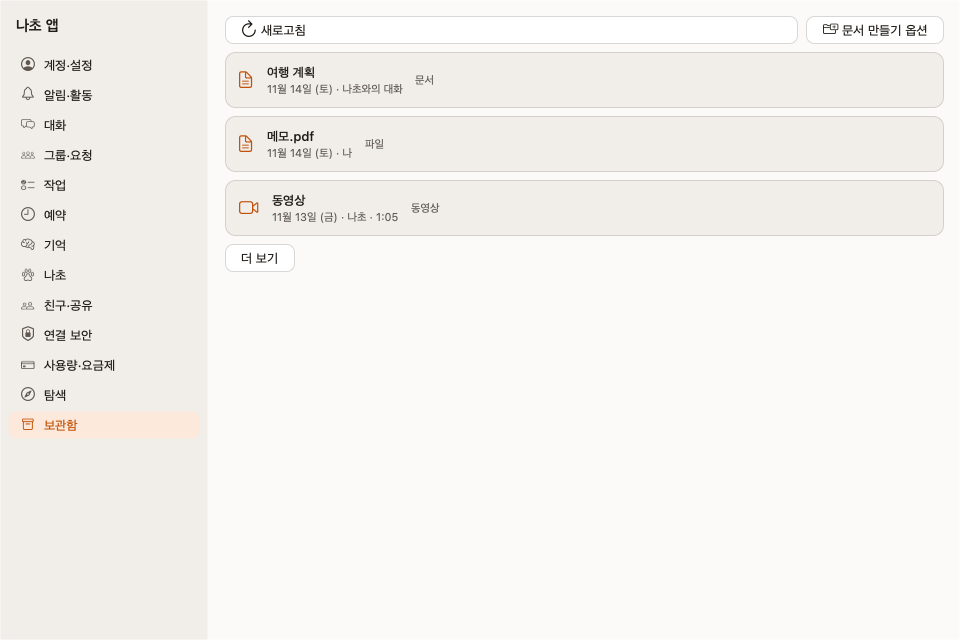 나초 앱
계정·설정
알림·활동
대화
그룹·요청
작업
예약
기억
나초
친구·공유
연결 보안
사용량·요금제
탐색
보관함
새로고침
문서 만들기 옵션
여행 계획
11월 14일 (토) · 나초와의 대화
문서
메모.pdf
11월 14일 (토) · 나
파일
동영상
11월 13일 (금) · 나초 · 1:05
동영상
더 보기